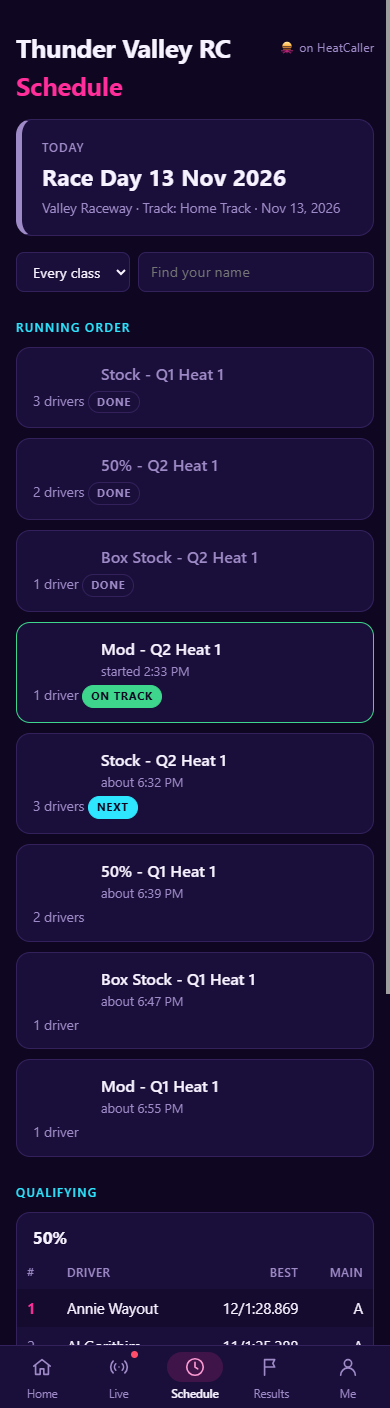 Thunder Valley RC
on HeatCaller
Schedule
TODAY
Race Day 13 Nov 2026
Valley Raceway · Track: Home Track · Nov 13, 2026
Every class
Find your name
RUNNING ORDER
Stock - Q1 Heat 1
3 drivers DONE
50% - Q2 Heat 1
2 drivers DONE
Box Stock - Q2 Heat 1
1 driver DONE
Mod - Q2 Heat 1
started 2:33 PM
1 driver ON TRACK
Stock - Q2 Heat 1
about 6:32 PM
3 drivers NEXT
50% - Q1 Heat 1
about 6:39 PM
2 drivers
Box Stock - Q1 Heat 1
about 6:47 PM
1 driver
Mod - Q1 Heat 1
about 6:55 PM
1 driver
QUALIFYING
50%
# DRIVER BEST MAIN
1 Annie Wayout 12/1:28.869 A
Home Live Schedule Results Me